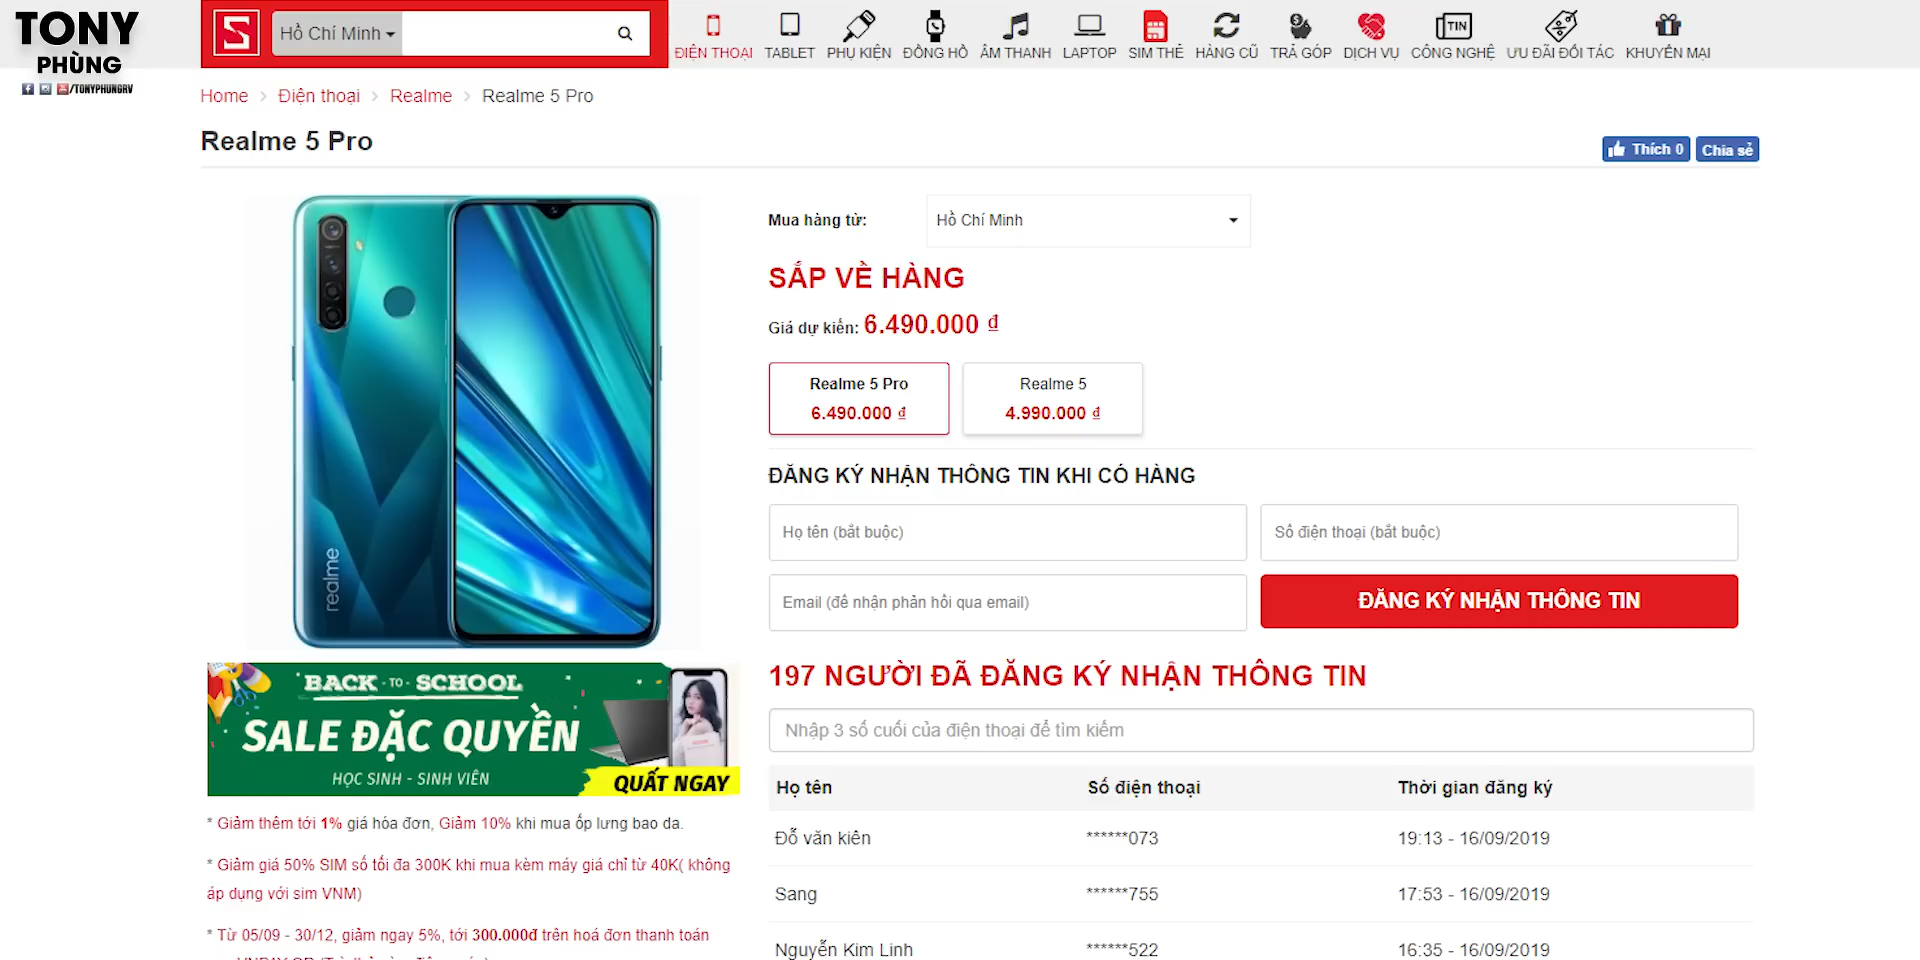 TONY
PHÙNG
/TONYPHUNGRV
S
Hồ Chí Minh
ĐIỆN THOẠI
TABLET
PHỤ KIỆN
ĐỒNG HỒ
ÂM THANH
LAPTOP
SIM THẺ
HÀNG CŨ
TRẢ GÓP
DỊCH VỤ
TIN
CÔNG NGHỆ
ƯU ĐÃI ĐỐI TÁC
KHUYẾN MẠI
Home > Điện thoại > Realme > Realme 5 Pro
Realme 5 Pro
Thích 0
Chia sẻ
realme
Mua hàng từ:
Hồ Chí Minh
SẮP VỀ HÀNG
Giá dự kiến: 6.490.000 ₫
Realme 5 Pro
6.490.000 ₫
Realme 5
4.990.000 ₫
ĐĂNG KÝ NHẬN THÔNG TIN KHI CÓ HÀNG
Họ tên (bắt buộc)
Số điện thoại (bắt buộc)
Email (để nhận phản hồi qua email)
ĐĂNG KÝ NHẬN THÔNG TIN
197 NGƯỜI ĐÃ ĐĂNG KÝ NHẬN THÔNG TIN
Nhập 3 số cuối của điện thoại để tìm kiếm
Họ tên Số điện thoại Thời gian đăng ký
Đỗ văn kiên ******073 19:13 - 16/09/2019
Sang ******755 17:53 - 16/09/2019
Nguyễn Kim Linh ******522 16:35 - 16/09/2019
BACK - TO - SCHOOL
SALE ĐẶC QUYỀN
HỌC SINH - SINH VIÊN
QUẤT NGAY
* Giảm thêm tới 1% giá hóa đơn, Giảm 10% khi mua ốp lưng bao da.
* Giảm giá 50% SIM số tối đa 300K khi mua kèm máy giá chỉ từ 40K( không
áp dụng với sim VNM)
* Từ 05/09 - 30/12, giảm ngay 5%, tới 300.000đ trên hoá đơn thanh toán